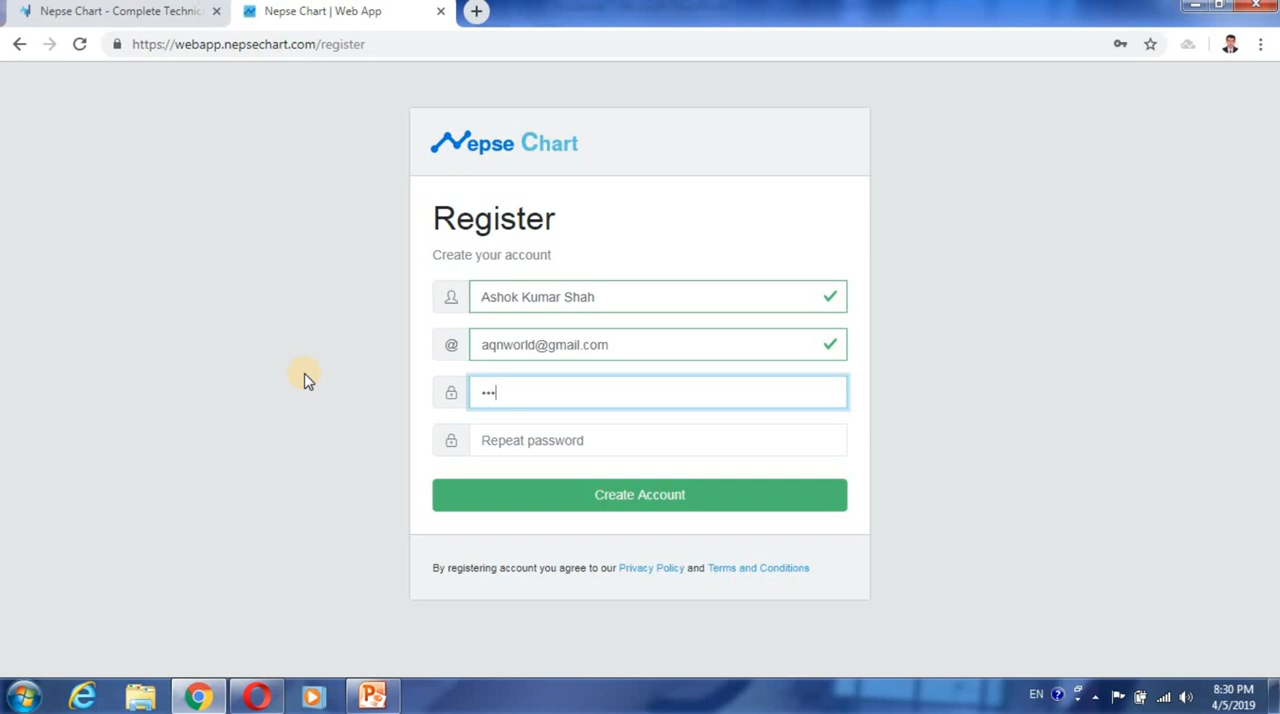 Nepse Chart - Complete Technic
Nepse Chart | Web App
https://webapp.nepsechart.com/register
Nepse Chart
Register
Create your account
Ashok Kumar Shah
@
aqnworld@gmail.com
•••
Repeat password
Create Account
By registering account you agree to our Privacy Policy and Terms and Conditions
EN
8:30 PM
4/5/2019